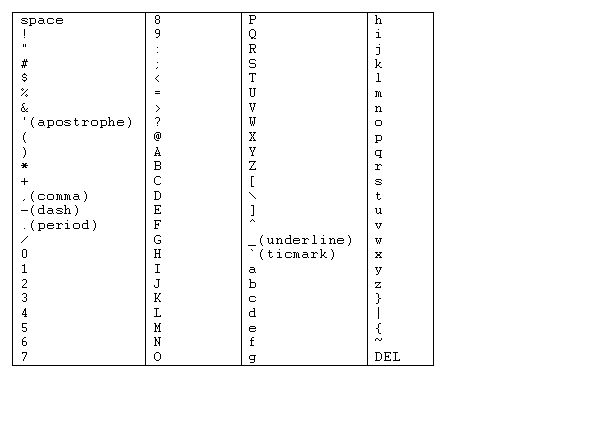 space
!
"
#
$
%
&
'(apostrophe)
(
)
*
+
,(comma)
-(dash)
.(period)
/
0
1
2
3
4
5
6
7
8
9
:
;
<
=
>
?
@
A
B
C
D
E
F
G
H
I
J
K
L
M
N
O
P
Q
R
S
T
U
V
W
X
Y
Z
[
\
]
^
_(underline)
`(ticmark)
a
b
c
d
e
f
g
h
i
j
k
l
m
n
o
p
q
r
s
t
u
v
w
x
y
z
}
|
{
~
DEL